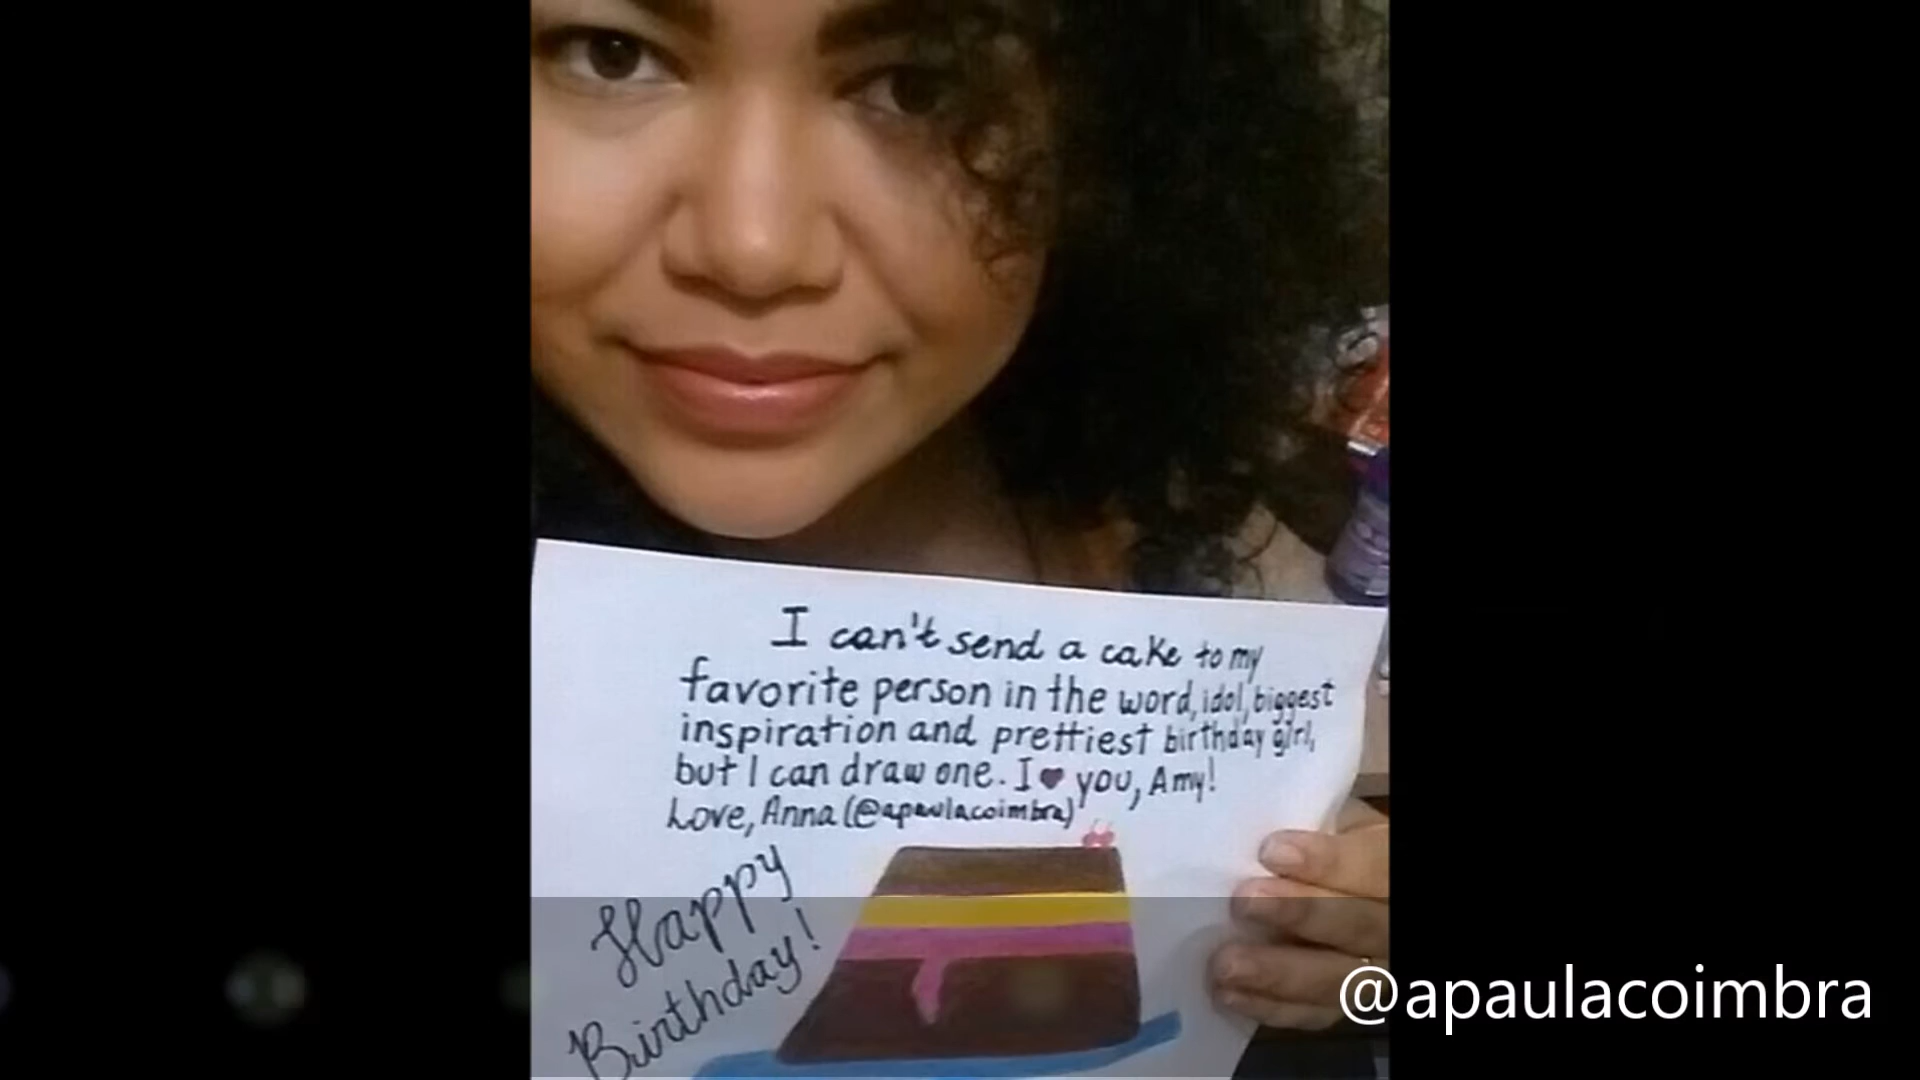 I can't send a cake to my
favorite person in the word, idol, biggest
inspiration and prettiest birthday girl,
but I can draw one. I ♥ you, Amy!
Love, Anna (@apaulacoimbra)
Happy
Birthday!
@apaulacoimbra